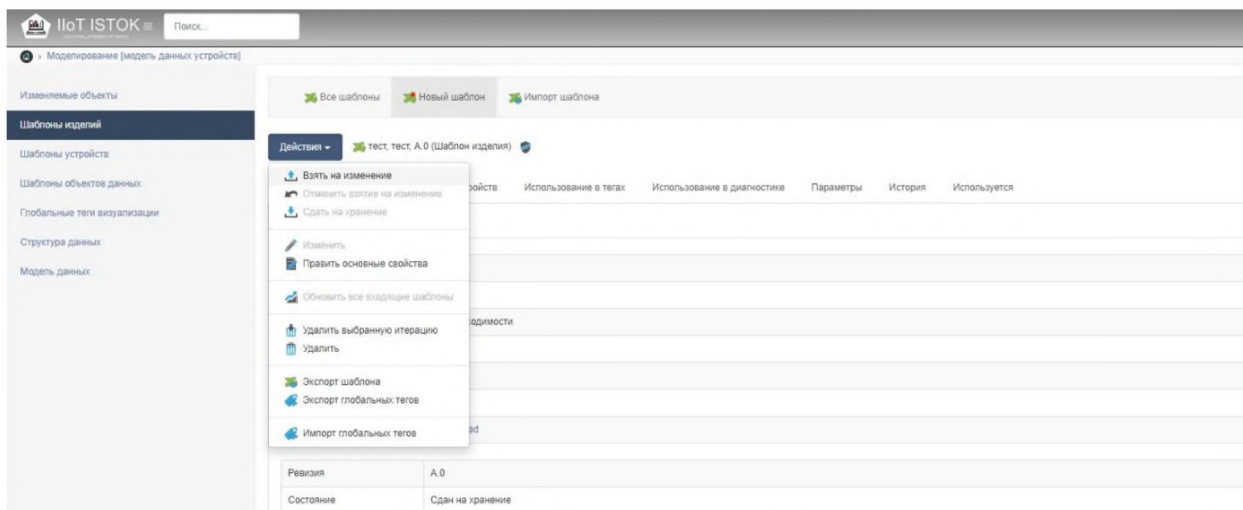 IIoT ISTOK
Поиск...
Моделирование [модель данных устройств]
Изменяемые объекты
Шаблоны изделий
Шаблоны устройств
Шаблоны объектов данных
Глобальные теги визуализации
Структура данных
Модель данных
Все шаблоны Новый шаблон Импорт шаблона
Действия тест, тест, A.0 (Шаблон изделия)
ройств Использование в тегах Использование в диагностике Параметры История Используется
Взять на изменение
Отменить взятие на изменение
Сдать на хранение
Изменить
Править основные свойства
Обновить все входящие шаблоны
Удалить выбранную итерацию
Удалить
Экспорт шаблона
Экспорт глобальных тегов
Импорт глобальных тегов
ходимости
ad
Ревизия A.0
Состояние Сдан на хранение